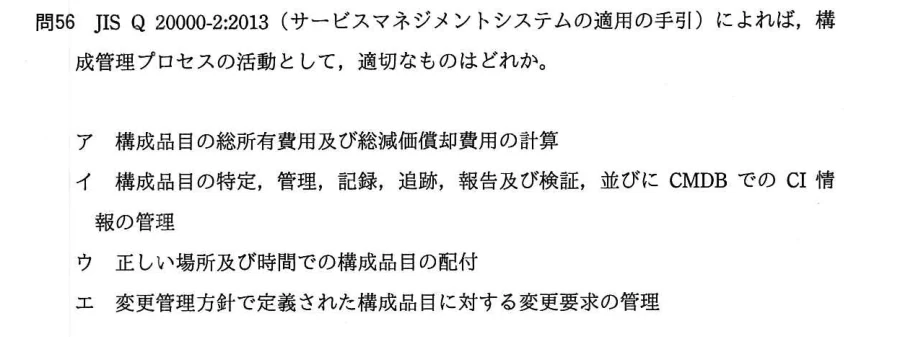 問56 JIS Q 20000-2:2013(サービスマネジメントシステムの適用の手引)によれば,構
成管理プロセスの活動として,適切なものはどれか。
ア 構成品目の総所有費用及び総減価償却費用の計算
イ 構成品目の特定,管理,記録,追跡,報告及び検証,並びに CMDB での CI 情
報の管理
ウ 正しい場所及び時間での構成品目の配付
エ 変更管理方針で定義された構成品目に対する変更要求の管理